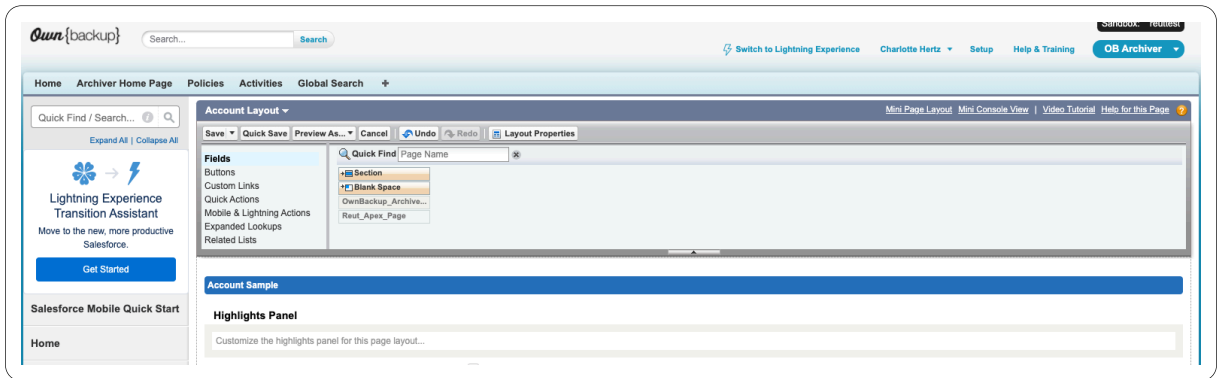 Own{backup}
Search...
Search
Sandbox: reuttest
Switch to Lightning Experience
Charlotte Hertz
Setup
Help & Training
OB Archiver
Home Archiver Home Page Policies Activities Global Search +
Quick Find / Search...
Expand All | Collapse All
Lightning Experience
Transition Assistant
Move to the new, more productive
Salesforce.
Get Started
Salesforce Mobile Quick Start
Home
Account Layout
Mini Page Layout Mini Console View | Video Tutorial Help for this Page
Save Quick Save Preview As... Cancel Undo Redo Layout Properties
Fields
Buttons
Custom Links
Quick Actions
Mobile & Lightning Actions
Expanded Lookups
Related Lists
Quick Find Page Name
Section
Blank Space
OwnBackup_Archive...
Reut_Apex_Page
Account Sample
Highlights Panel
Customize the highlights panel for this page layout...